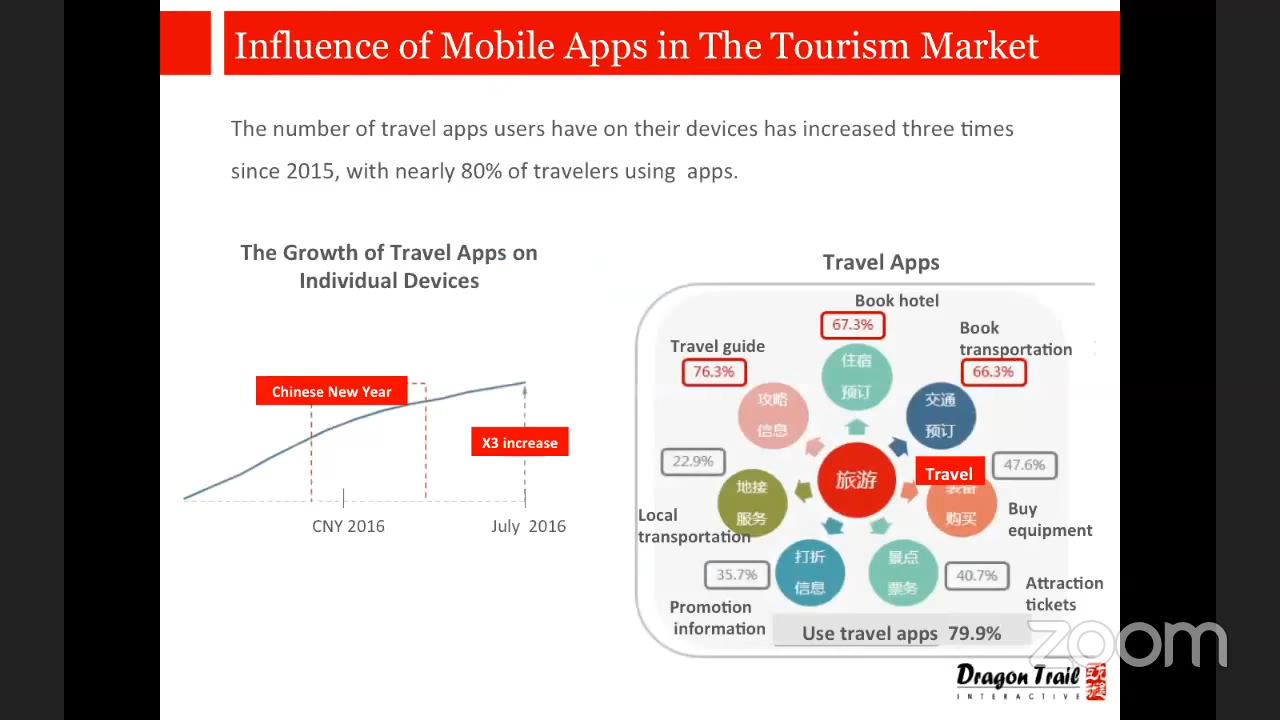 Influence of Mobile Apps in The Tourism Market
The number of travel apps users have on their devices has increased three times
since 2015, with nearly 80% of travelers using apps.
The Growth of Travel Apps on
Individual Devices
Chinese New Year
X3 increase
CNY 2016
July 2016
Travel Apps
Book hotel
67.3%
住宿
预订
Book
transportation
66.3%
交通
预订
Travel guide
76.3%
攻略
信息
旅游
Travel
47.6%
装备
购买
Buy
equipment
22.9%
地接
服务
Local
transportation
35.7%
打折
信息
Promotion
information
景点
票务
40.7%
Attraction
tickets
Use travel apps 79.9%
zoom
Dragon Trail
INTERACTIVE